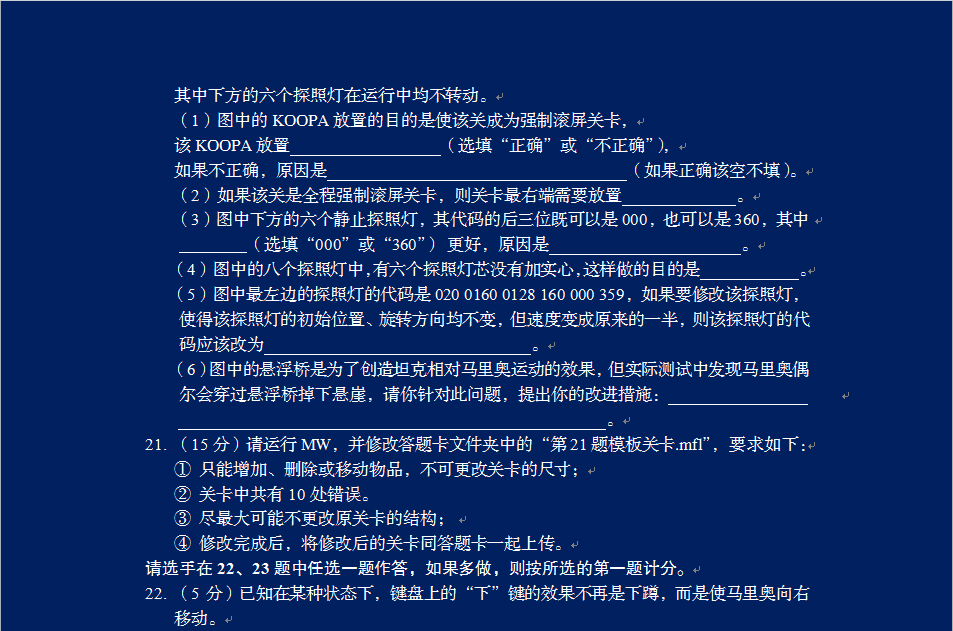 其中下方的六个探照灯在运行中均不转动。
（1）图中的 KOOPA 放置的目的是使该关成为强制滚屏关卡，
该 KOOPA 放置__________________（选填“正确”或“不正确”），
如果不正确，原因是____________________________________（如果正确该空不填）。
（2）如果该关是全程强制滚屏关卡，则关卡最右端需要放置______________。
（3）图中下方的六个静止探照灯，其代码的后三位既可以是 000，也可以是 360，其中
________（选填“000”或“360”）更好，原因是_______________________。
（4）图中的八个探照灯中，有六个探照灯芯没有加实心，这样做的目的是____________。
（5）图中最左边的探照灯的代码是 020 0160 0128 160 000 359，如果要修改该探照灯，
使得该探照灯的初始位置、旋转方向均不变，但速度变成原来的一半，则该探照灯的代
码应该改为________________________________。
（6）图中的悬浮桥是为了创造坦克相对马里奥运动的效果，但实际测试中发现马里奥偶
尔会穿过悬浮桥掉下悬崖，请你针对此问题，提出你的改进措施：_________________
____________________________________________________。
21. （15 分）请运行 MW，并修改答题卡文件夹中的“第 21 题模板关卡.mfl”，要求如下：
① 只能增加、删除或移动物品，不可更改关卡的尺寸；
② 关卡中共有 10 处错误。
③ 尽最大可能不更改原关卡的结构；
④ 修改完成后，将修改后的关卡同答题卡一起上传。
请选手在 22、23 题中任选一题作答，如果多做，则按所选的第一题计分。
22. （5 分）已知在某种状态下，键盘上的“下”键的效果不再是下蹲，而是使马里奥向右
移动。